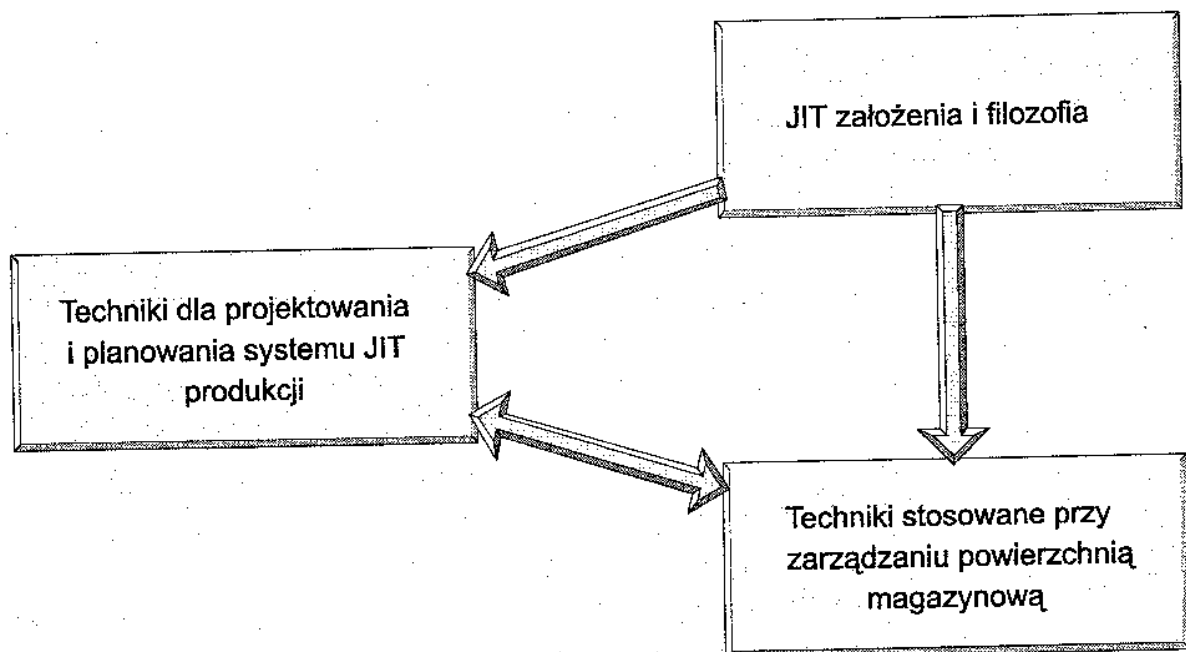 JIT założenia i filozofia
Techniki dla projektowania
i planowania systemu JIT
produkcji
Techniki stosowane przy
zarządzaniu powierzchnią
magazynową